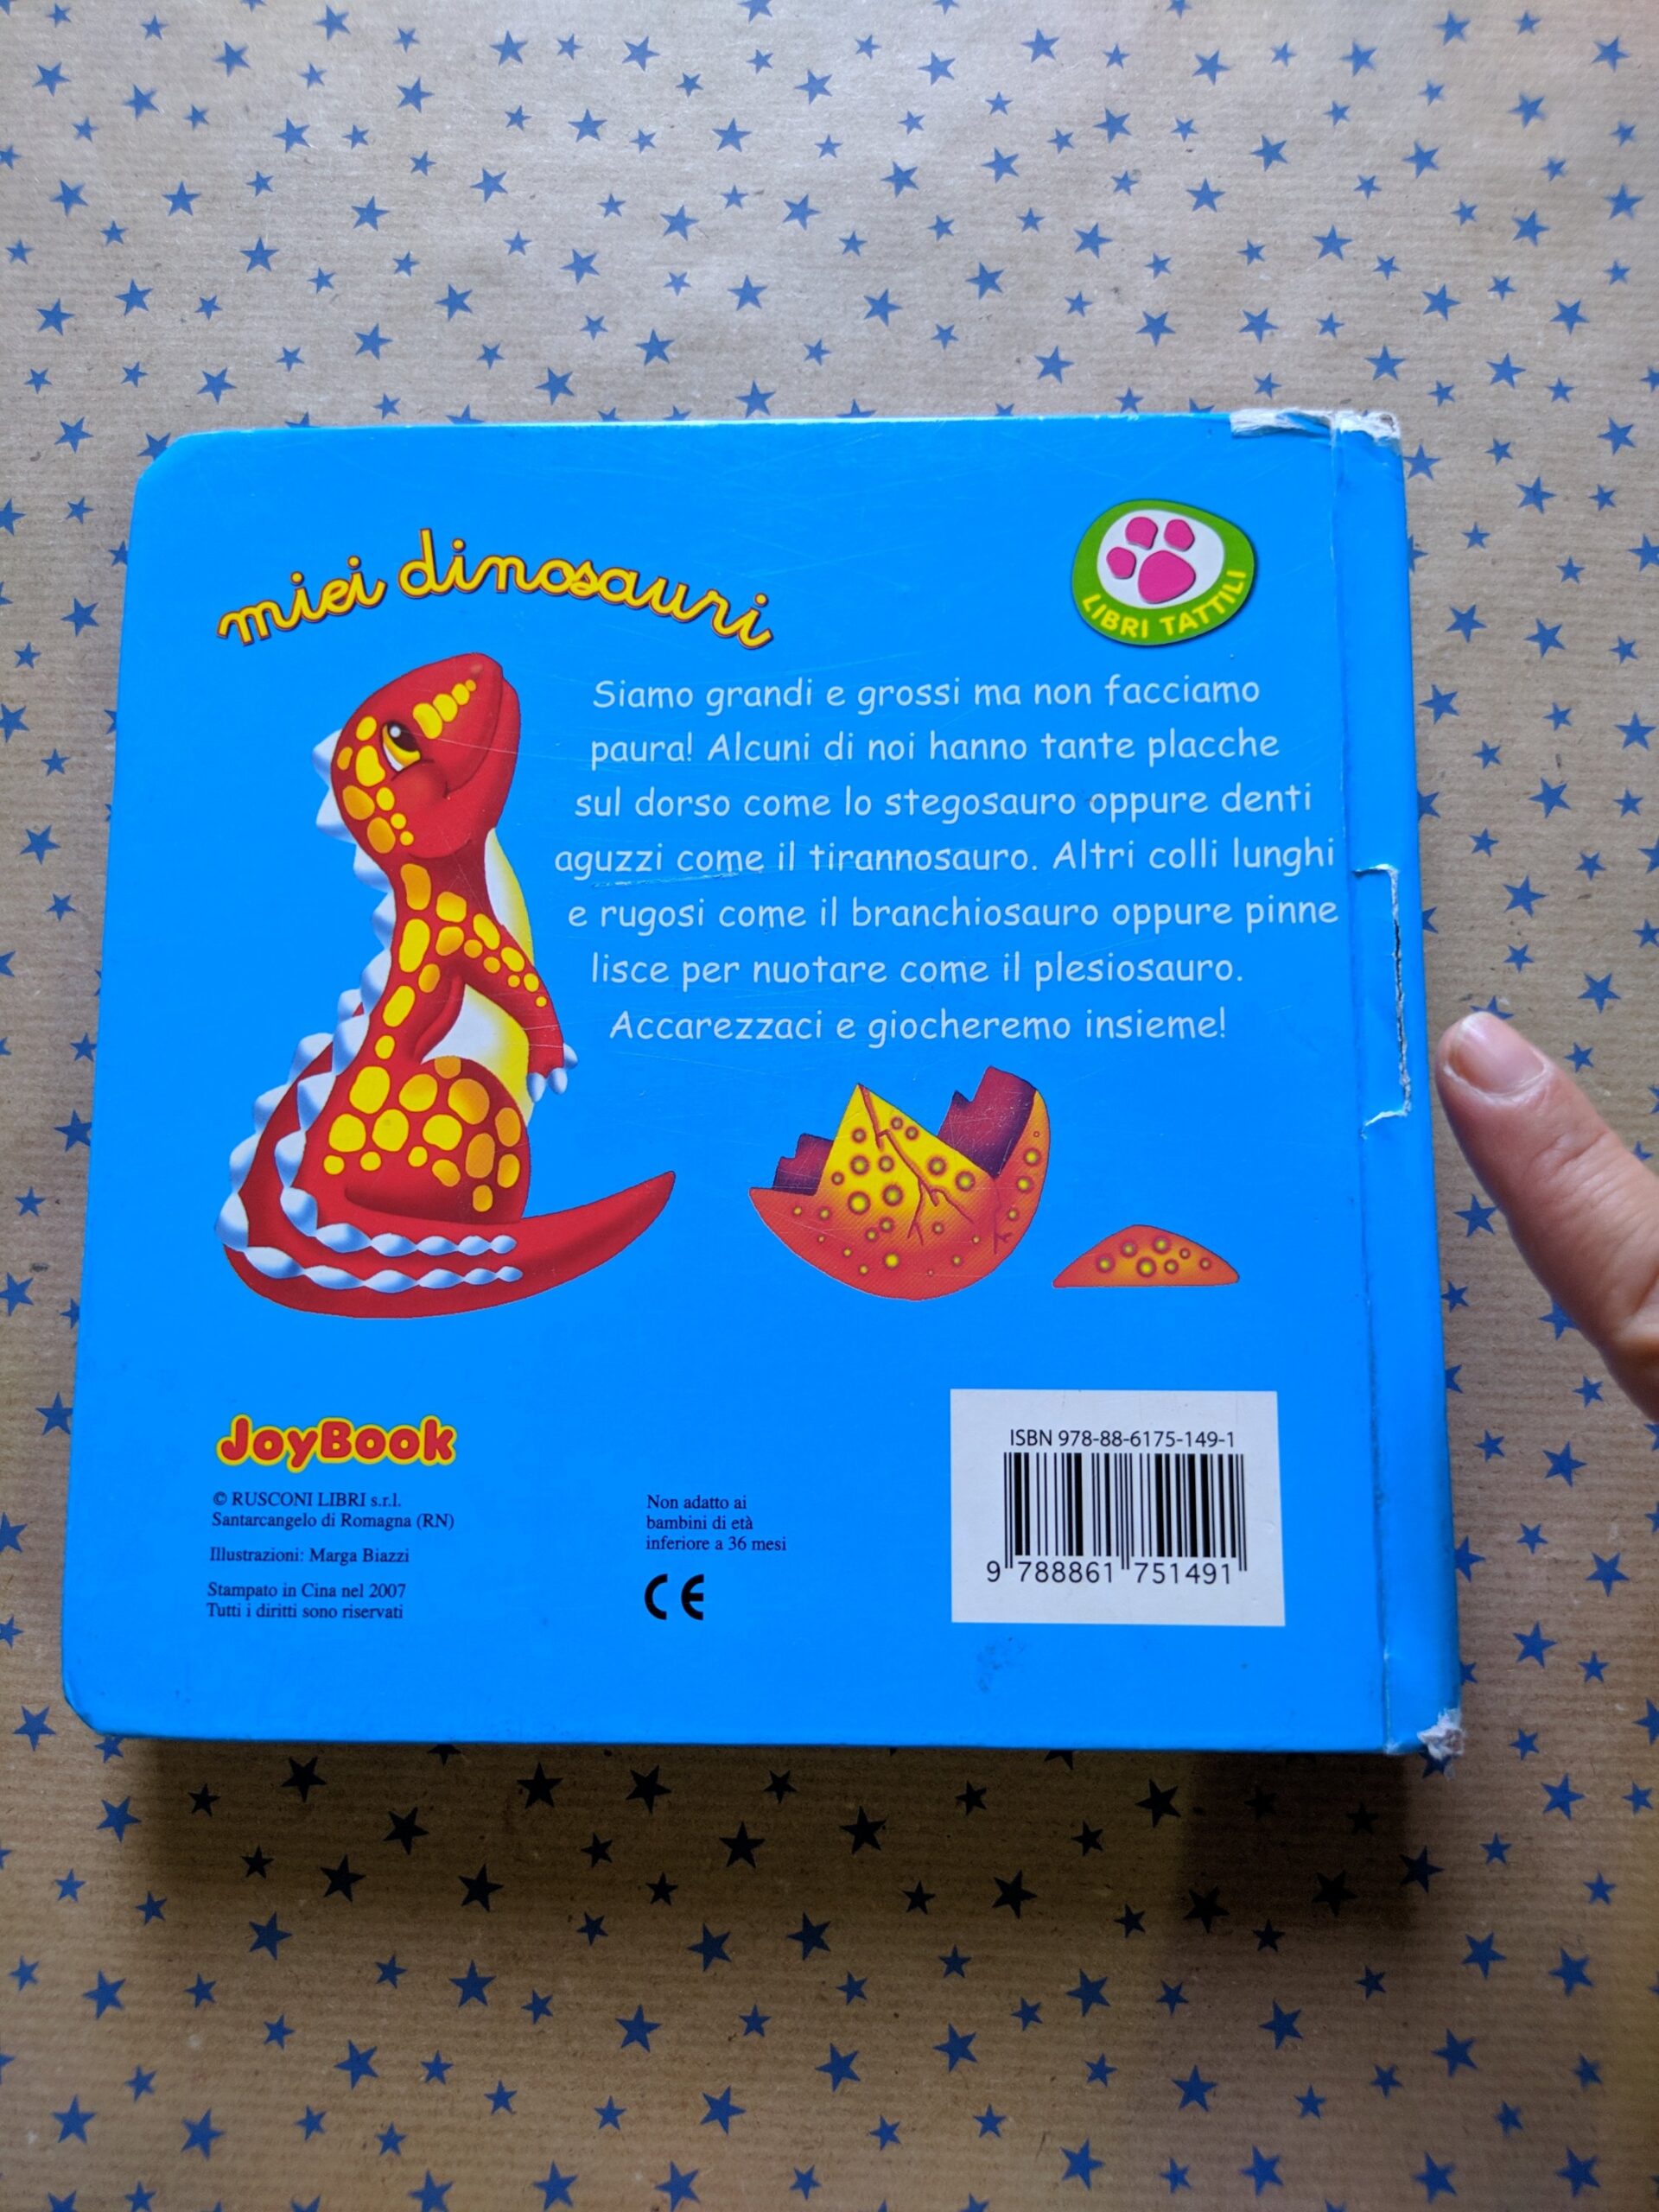 miei dinosauri
LIBRI TATTILI
Siamo grandi e grossi ma non facciamo
paura! Alcuni di noi hanno tante placche
sul dorso come lo stegosauro oppure denti
aguzzi come il tirannosauro. Altri colli lunghi
e rugosi come il branchiosauro oppure pinne
lisce per nuotare come il plesiosauro.
Accarezzaci e giocheremo insieme!
JoyBook
© RUSCONI LIBRI s.r.l.
Santarcangelo di Romagna (RN)
Illustrazioni: Marga Biazzi
Stampato in Cina nel 2007
Tutti i diritti sono riservati
Non adatto ai
bambini di età
inferiore a 36 mesi
CE
ISBN 978-88-6175-149-1
9 788861 751491